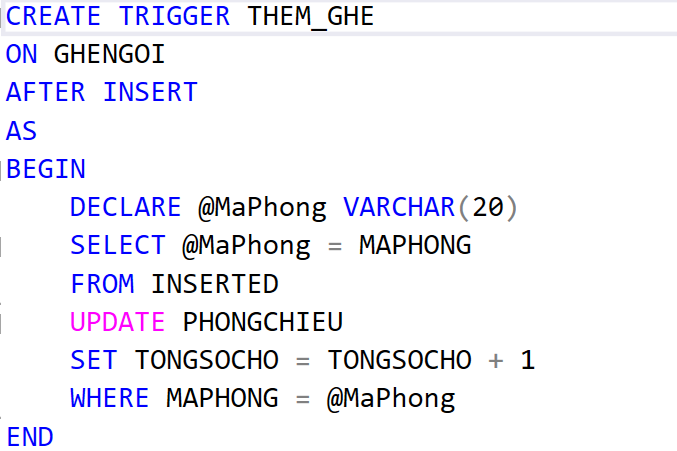 CREATE TRIGGER THEM_GHE
ON GHENGOI
AFTER INSERT
AS
BEGIN
    DECLARE @MaPhong VARCHAR(20)
    SELECT @MaPhong = MAPHONG
    FROM INSERTED
    UPDATE PHONGCHIEU
    SET TONGSOCHO = TONGSOCHO + 1
    WHERE MAPHONG = @MaPhong
END